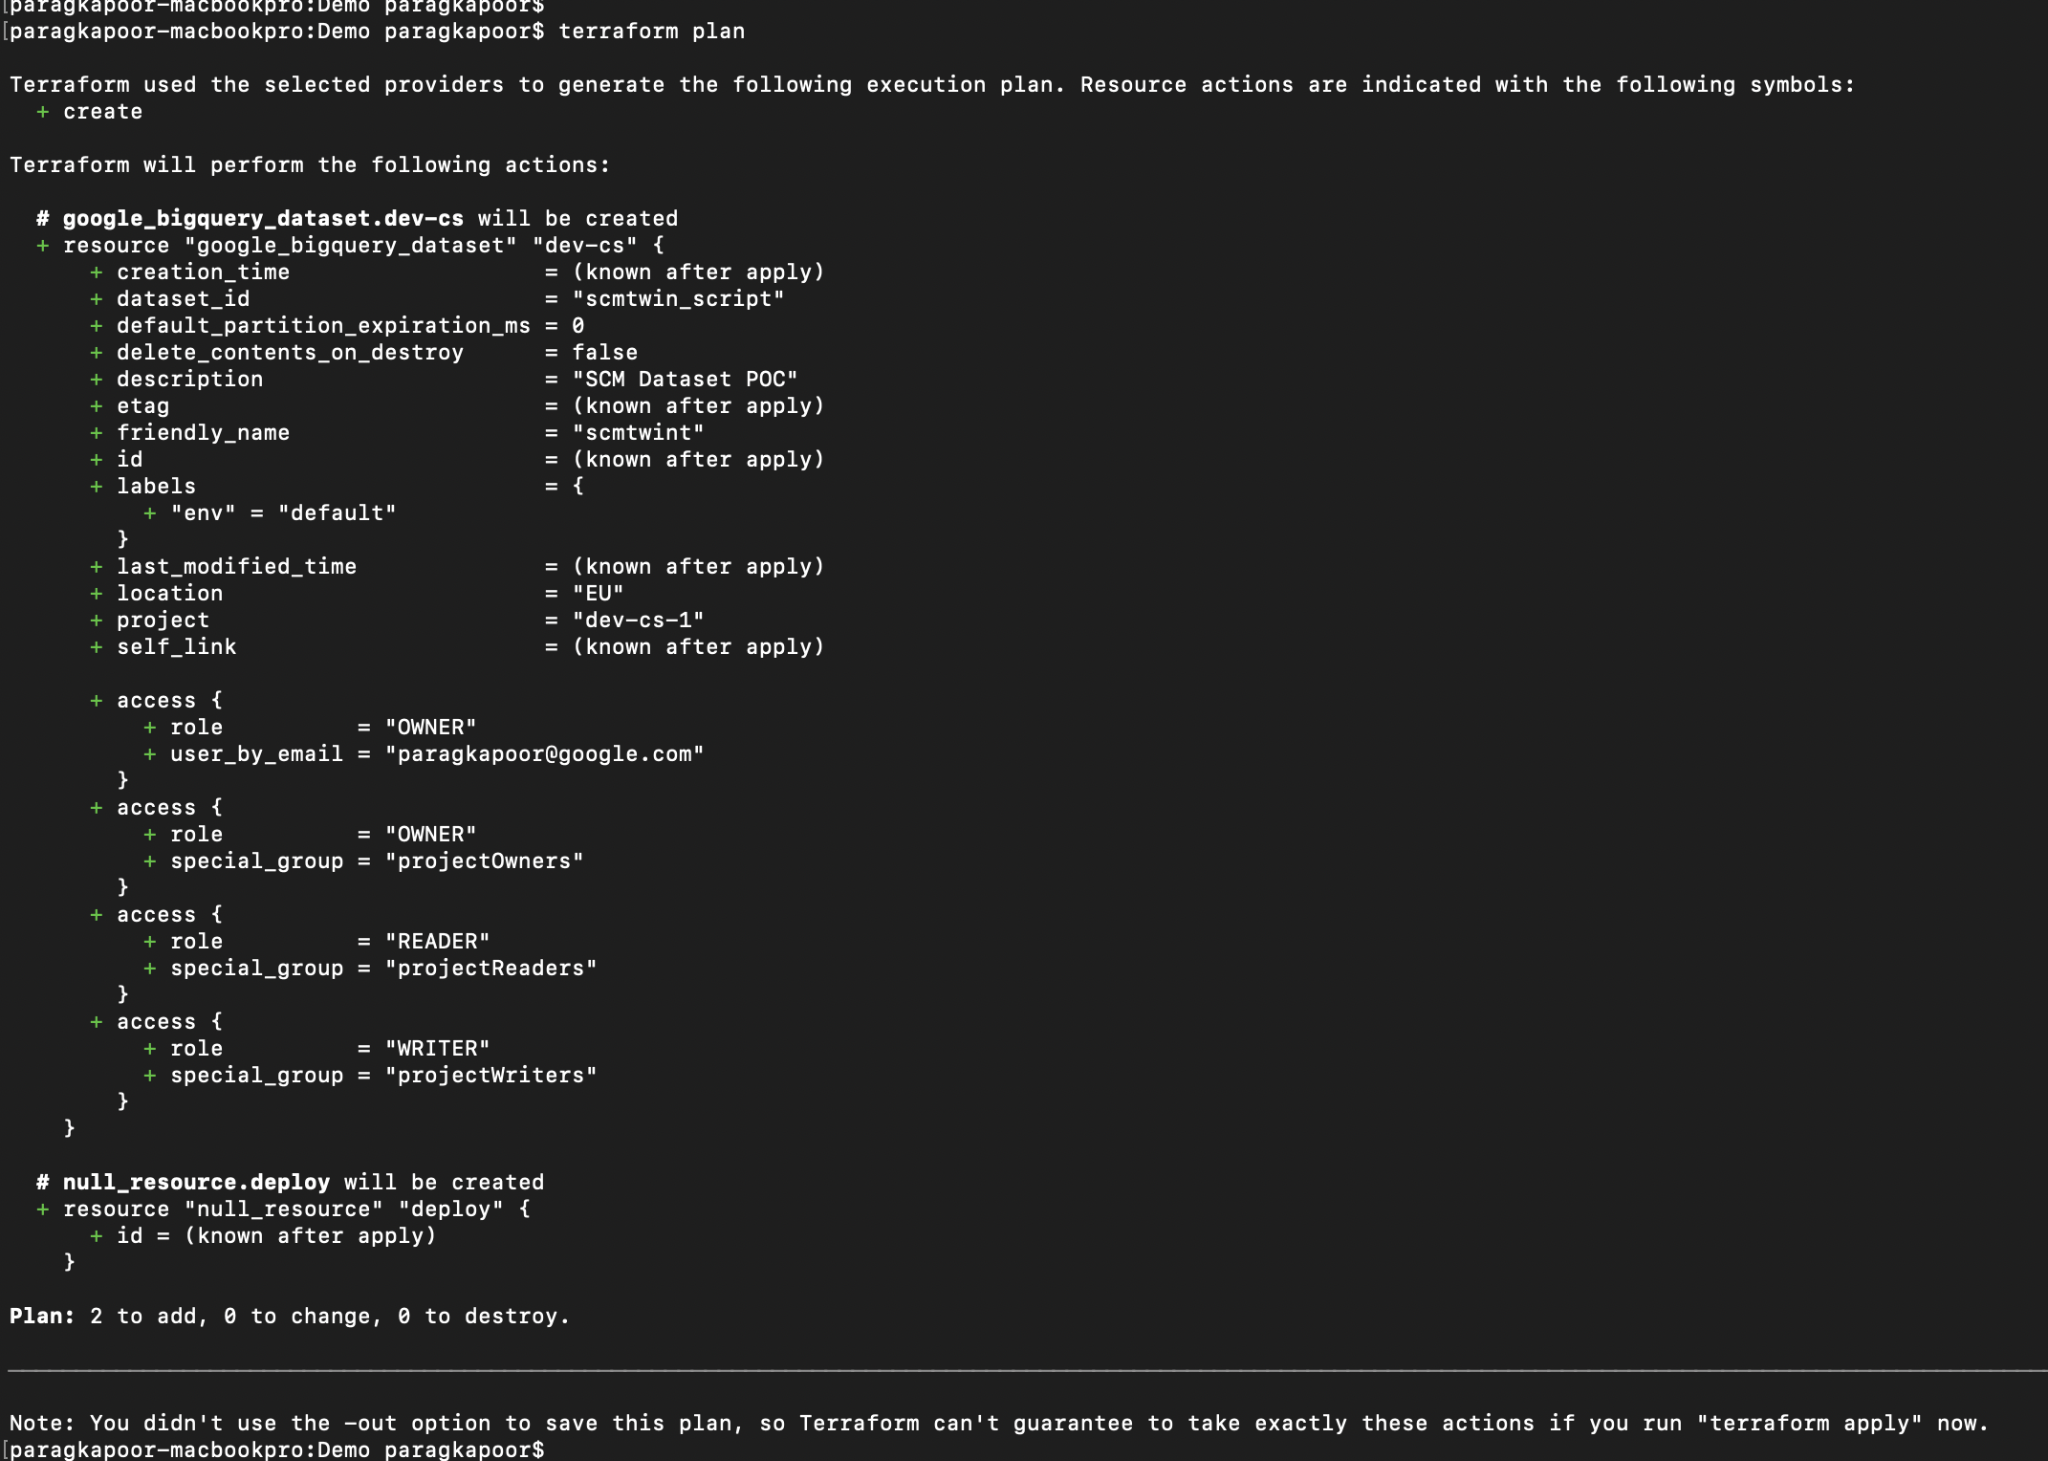 [paragkapoor-macbookpro:Demo paragkapoor$
[paragkapoor-macbookpro:Demo paragkapoor$ terraform plan

Terraform used the selected providers to generate the following execution plan. Resource actions are indicated with the following symbols:
  + create

Terraform will perform the following actions:

  # google_bigquery_dataset.dev-cs will be created
  + resource "google_bigquery_dataset" "dev-cs" {
      + creation_time                   = (known after apply)
      + dataset_id                      = "scmtwin_script"
      + default_partition_expiration_ms = 0
      + delete_contents_on_destroy      = false
      + description                     = "SCM Dataset POC"
      + etag                            = (known after apply)
      + friendly_name                   = "scmtwint"
      + id                              = (known after apply)
      + labels                          = {
          + "env" = "default"
        }
      + last_modified_time              = (known after apply)
      + location                        = "EU"
      + project                         = "dev-cs-1"
      + self_link                       = (known after apply)

      + access {
          + role          = "OWNER"
          + user_by_email = "paragkapoor@google.com"
        }
      + access {
          + role          = "OWNER"
          + special_group = "projectOwners"
        }
      + access {
          + role          = "READER"
          + special_group = "projectReaders"
        }
      + access {
          + role          = "WRITER"
          + special_group = "projectWriters"
        }
    }

  # null_resource.deploy will be created
  + resource "null_resource" "deploy" {
      + id = (known after apply)
    }

Plan: 2 to add, 0 to change, 0 to destroy.

Note: You didn't use the -out option to save this plan, so Terraform can't guarantee to take exactly these actions if you run "terraform apply" now.
[paragkapoor-macbookpro:Demo paragkapoor$